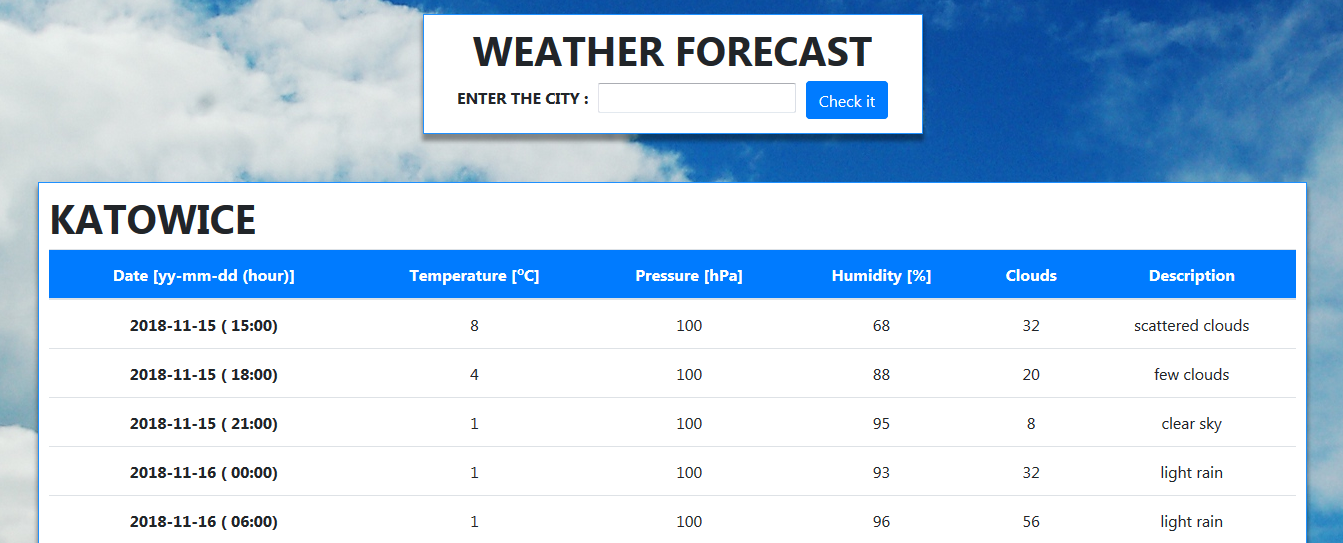 WEATHER FORECAST
ENTER THE CITY : Check it
KATOWICE
Date [yy-mm-dd (hour)] Temperature [°C] Pressure [hPa] Humidity [%] Clouds Description
2018-11-15 ( 15:00) 8 100 68 32 scattered clouds
2018-11-15 ( 18:00) 4 100 88 20 few clouds
2018-11-15 ( 21:00) 1 100 95 8 clear sky
2018-11-16 ( 00:00) 1 100 93 32 light rain
2018-11-16 ( 06:00) 1 100 96 56 light rain